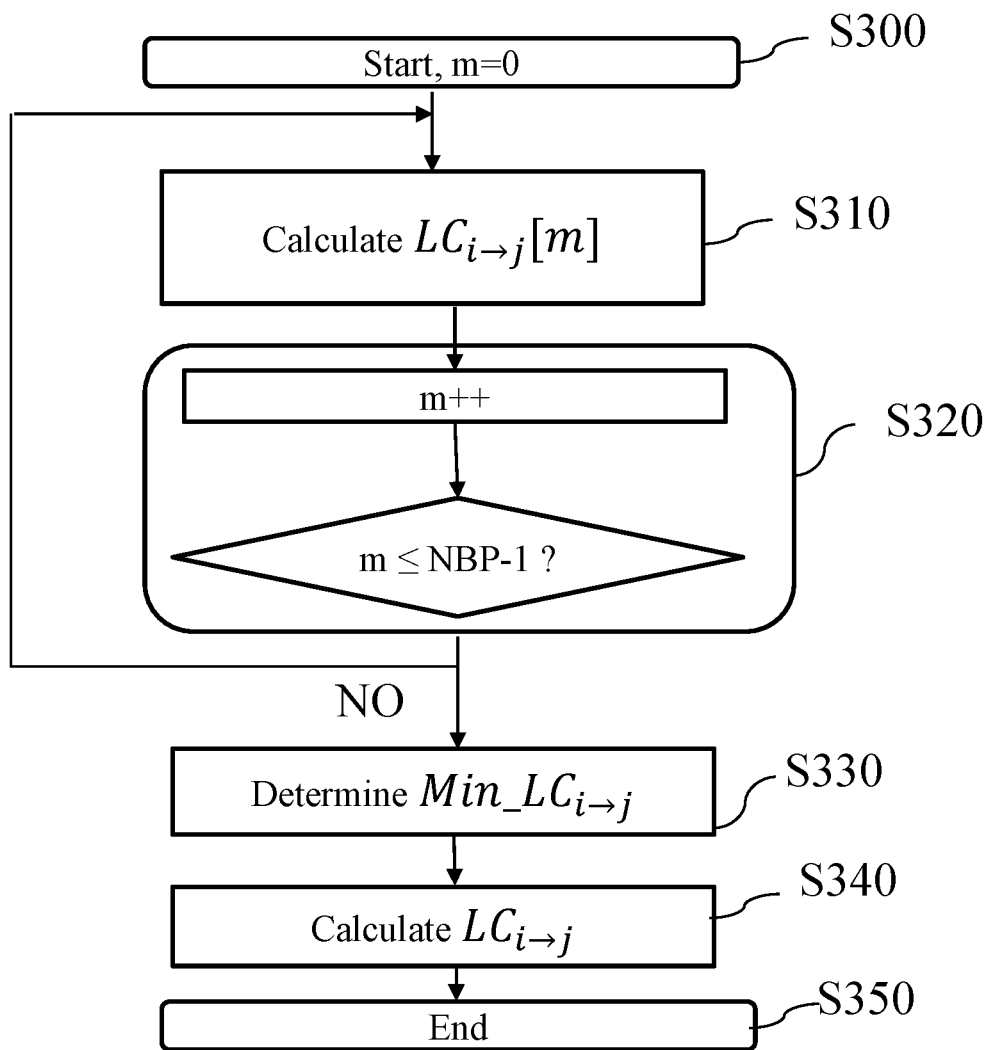 S300
Start, m=0
S310
Calculate LC_{i→j}[m]
m++
S320
m ≤ NBP-1 ?
NO
S330
Determine Min_LC_{i→j}
S340
Calculate LC_{i→j}
S350
End